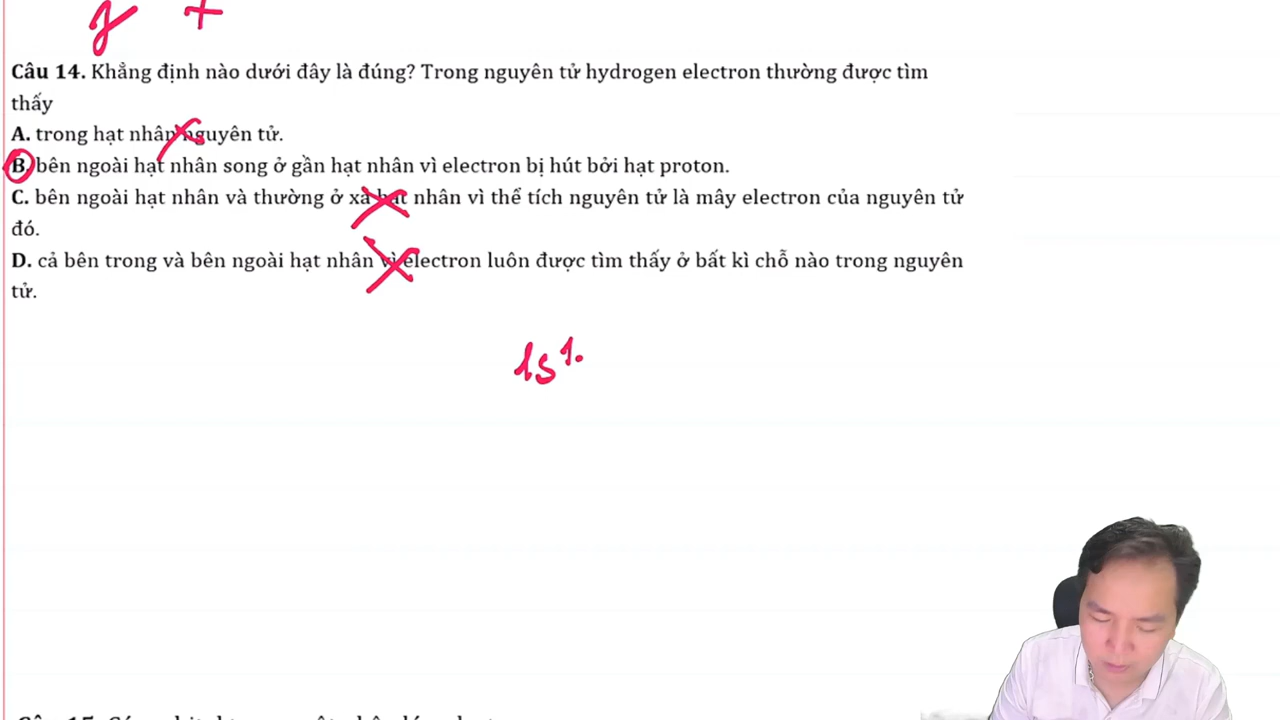 Câu 14. Khẳng định nào dưới đây là đúng? Trong nguyên tử hydrogen electron thường được tìm
thấy
A. trong hạt nhân nguyên tử.
B. bên ngoài hạt nhân song ở gần hạt nhân vì electron bị hút bởi hạt proton.
C. bên ngoài hạt nhân và thường ở xa hạt nhân vì thể tích nguyên tử là mây electron của nguyên tử
đó.
D. cả bên trong và bên ngoài hạt nhân vì electron luôn được tìm thấy ở bất kì chỗ nào trong nguyên
tử.
1s¹.